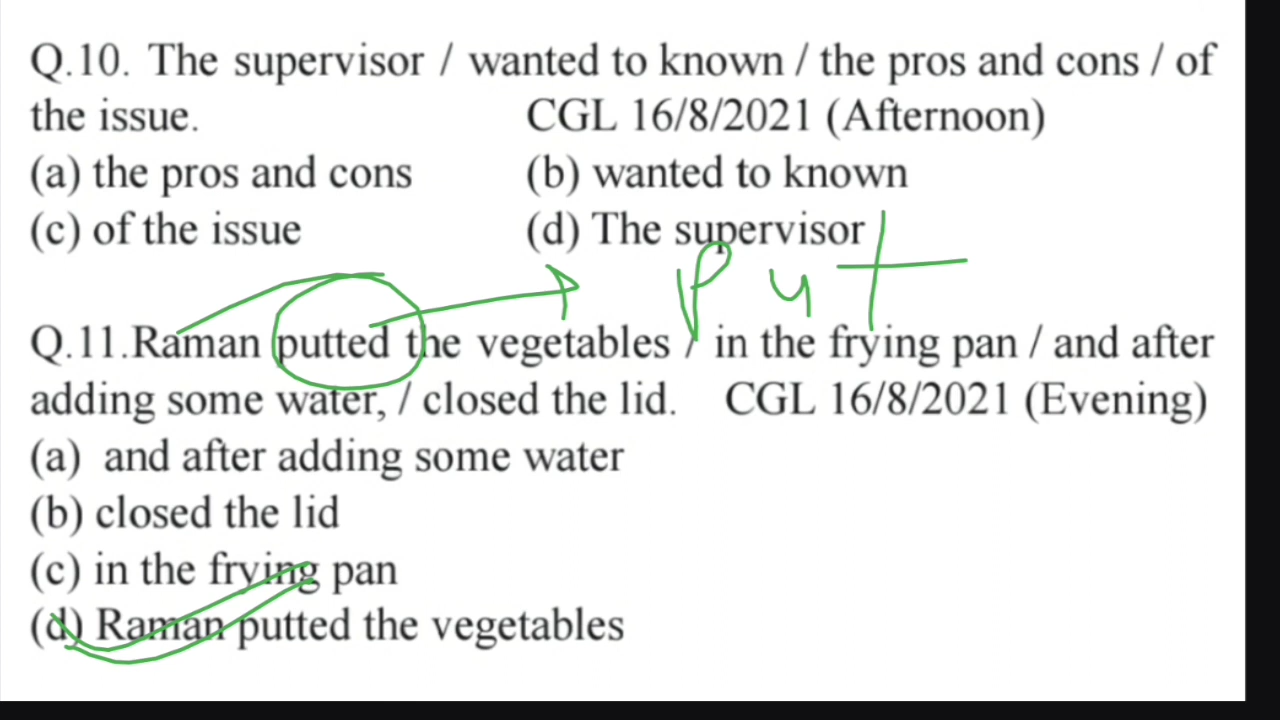 Q.10. The supervisor / wanted to known / the pros and cons / of
the issue. CGL 16/8/2021 (Afternoon)
(a) the pros and cons (b) wanted to known
(c) of the issue (d) The supervisor
Put
Q.11.Raman putted the vegetables / in the frying pan / and after
adding some water, / closed the lid. CGL 16/8/2021 (Evening)
(a) and after adding some water
(b) closed the lid
(c) in the frying pan
(d) Raman putted the vegetables